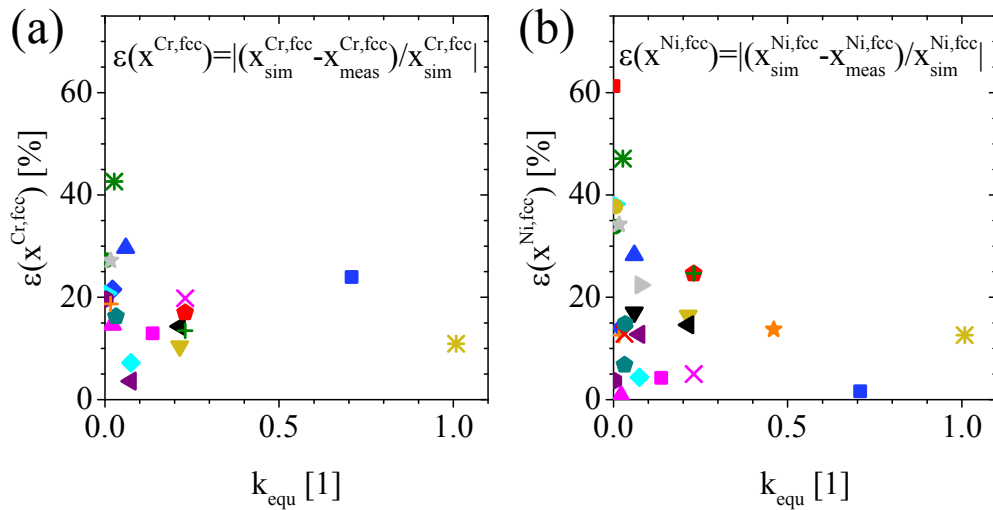 (a)
ε(x^Cr,fcc)=|(x_sim^Cr,fcc -x_meas^Cr,fcc)/x_sim^Cr,fcc|
ε(x^Cr,fcc) [%]
60
40
20
0
0.0 0.5 1.0
k_equ [1]
(b)
ε(x^Ni,fcc)=|(x_sim^Ni,fcc -x_meas^Ni,fcc)/x_sim^Ni,fcc|
ε(x^Ni,fcc) [%]
60
40
20
0
0.0 0.5 1.0
k_equ [1]